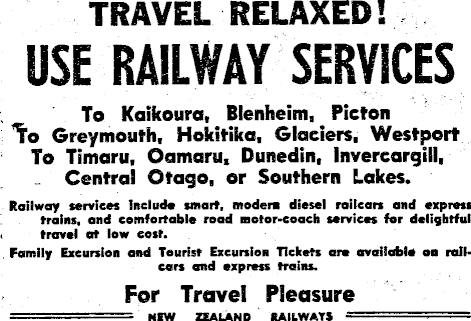 TRAVEL RELAXED!
USE RAILWAY SERVICES
To Kaikoura, Blenheim, Picton
To Greymouth, Hokitika, Glaciers, Westport
To Timaru, Oamaru, Dunedin, Invercargill,
Central Otago, or Southern Lakes.
Railway services include smart, modern diesel railcars and express
trains, and comfortable road motor-coach services for delightful
travel at low cost.
Family Excursion and Tourist Excursion Tickets are available on rail-
cars and express trains.
For Travel Pleasure
NEW ZEALAND RAILWAYS